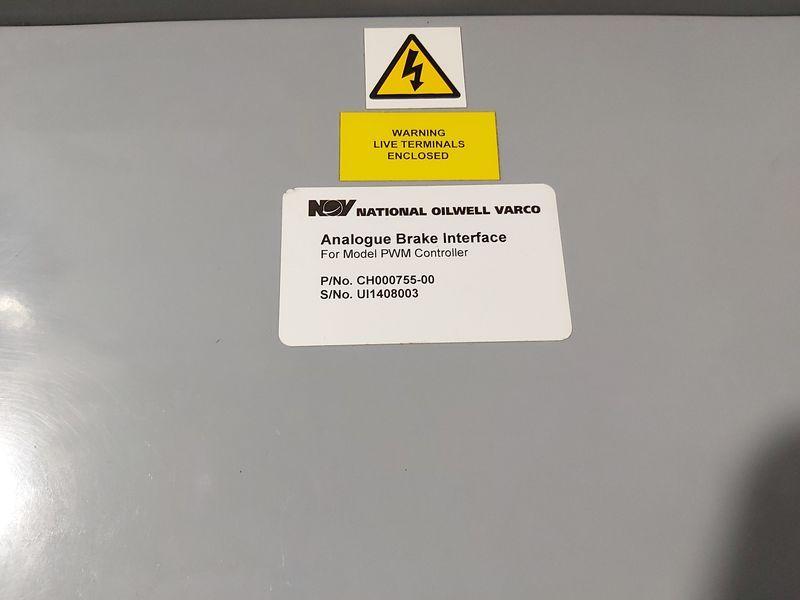 WARNING
LIVE TERMINALS
ENCLOSED
NOV NATIONAL OILWELL VARCO
Analogue Brake Interface
For Model PWM Controller
P/No. CH000755-00
S/No. UI1408003